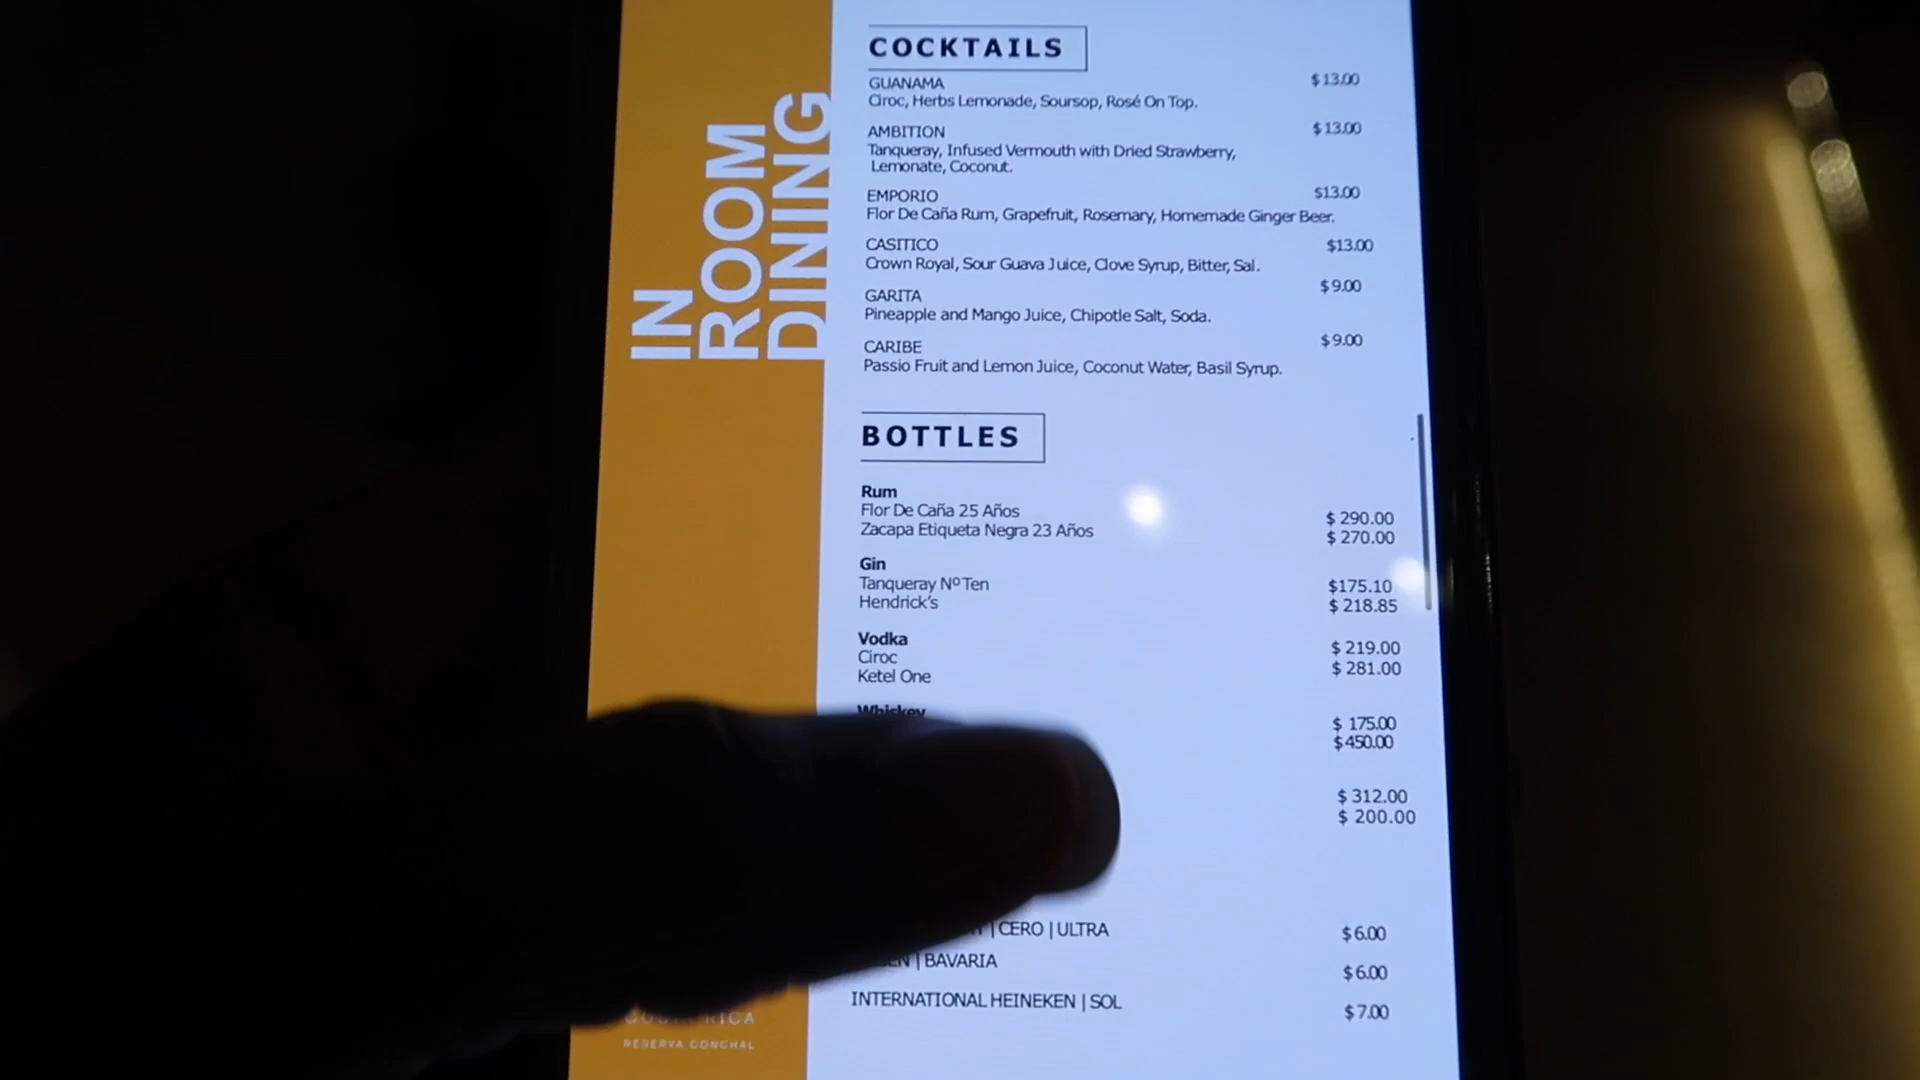 IN
ROOM
DINING
COCKTAILS
GUANAMA $13.00
Ciroc, Herbs Lemonade, Soursop, Rosé On Top.
AMBITION $13.00
Tanqueray, Infused Vermouth with Dried Strawberry,
Lemonate, Coconut.
EMPORIO $13.00
Flor De Caña Rum, Grapefruit, Rosemary, Homemade Ginger Beer.
CASITICO $13.00
Crown Royal, Sour Guava Juice, Clove Syrup, Bitter, Sal.
GARITA $9.00
Pineapple and Mango Juice, Chipotle Salt, Soda.
CARIBE $9.00
Passio Fruit and Lemon Juice, Coconut Water, Basil Syrup.
BOTTLES
Rum
Flor De Caña 25 Años $ 290.00
Zacapa Etiqueta Negra 23 Años $ 270.00
Gin
Tanqueray Nº Ten $175.10
Hendrick's $ 218.85
Vodka
Ciroc $ 219.00
Ketel One $ 281.00
Whiskey
$ 175.00
$450.00
$ 312.00
$ 200.00
| CERO | ULTRA $6.00
| BAVARIA $6.00
INTERNATIONAL HEINEKEN | SOL $7.00
COSTA RICA
RESERVA CONCHAL